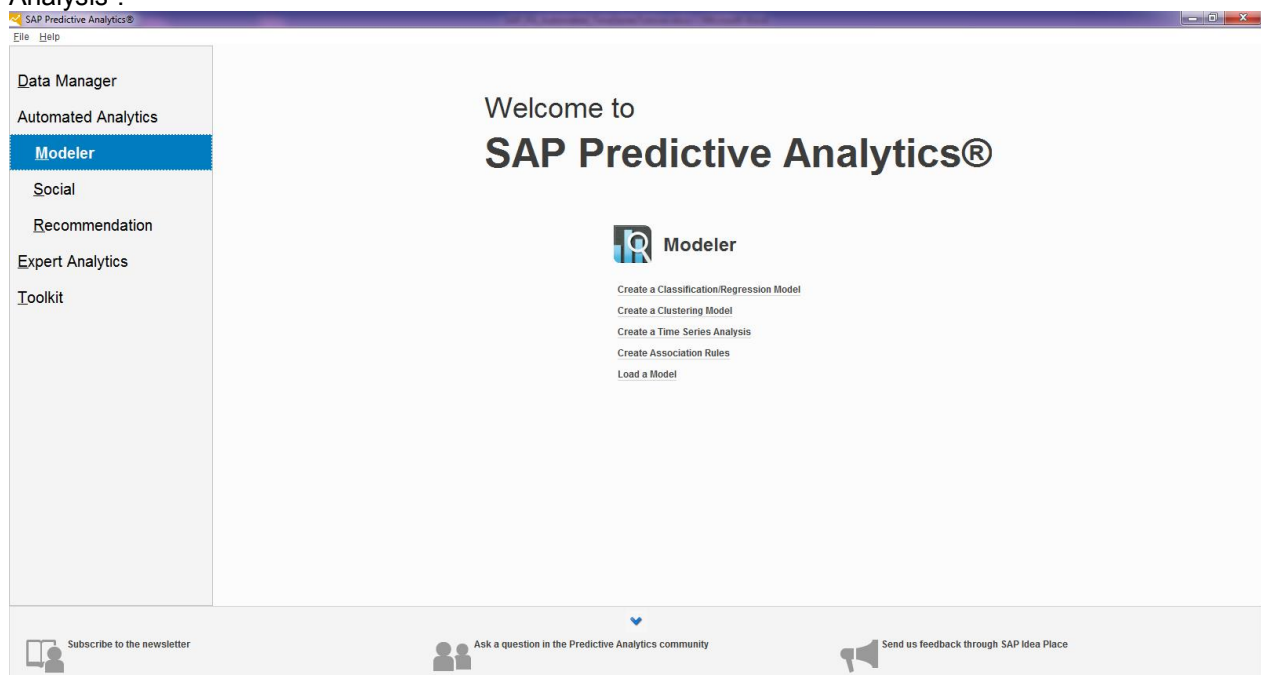 Analysis".
SAP Predictive Analytics®
File Help
Data Manager
Automated Analytics
Modeler
Social
Recommendation
Expert Analytics
Toolkit
Welcome to
SAP Predictive Analytics®
Modeler
Create a Classification/Regression Model
Create a Clustering Model
Create a Time Series Analysis
Create Association Rules
Load a Model
Subscribe to the newsletter
Ask a question in the Predictive Analytics community
Send us feedback through SAP Idea Place